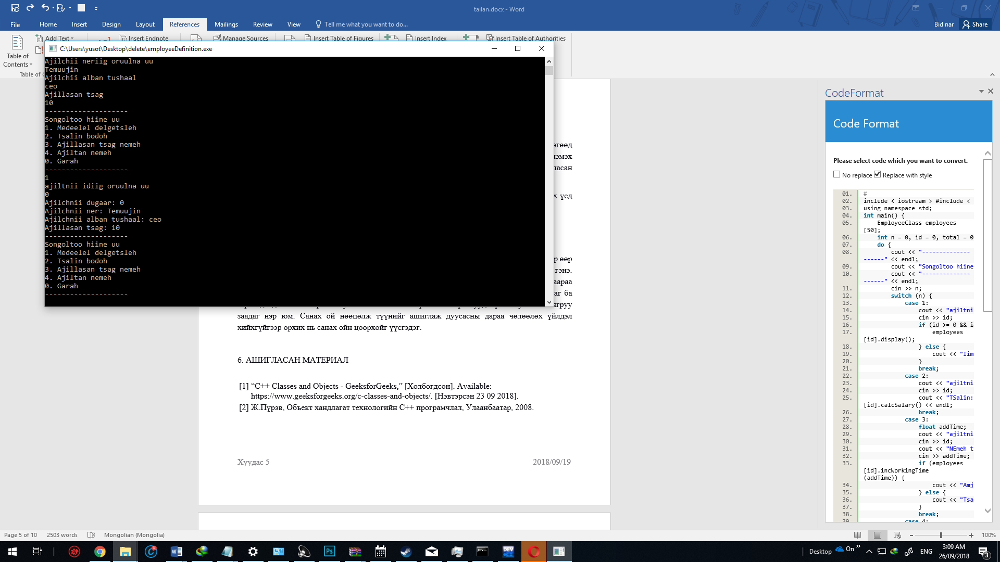 tailan.docx - Word
File Home Insert Design Layout References Mailings Review View Tell me what you want to do...
Bid nar Share
Add Text Insert Endnote Manage Sources Insert Table of Figures Insert Index Insert Table of Authorities
Table of
Contents
Table of
C:\Users\yusot\Desktop\delete\employeeDefinition.exe
Ajilchii neriig oruulna uu
Temuujin
Ajilchii alban tushaal
ceo
Ajillasan tsag
10
--------------------
Songoltoo hiine uu
1. Medeelel delgetsleh
2. Tsalin bodoh
3. Ajillasan tsag nemeh
4. Ajiltan nemeh
0. Garah
--------------------
1
ajiltnii idiig oruulna uu
0
Ajilchnii dugaar: 0
Ajilchnii ner: Temuujin
Ajilchnii alban tushaal: ceo
Ajillasan tsag: 10
--------------------
Songoltoo hiine uu
1. Medeelel delgetsleh
2. Tsalin bodoh
3. Ajillasan tsag nemeh
4. Ajiltan nemeh
0. Garah
--------------------
х үед
р өөр
гэнэ.
заадаг нэр юм. Санах ой нөөцөлж түүнийг ашиглаж дуусасны дараа чөлөөлөх үйлдэл
хийхгүйгээр орхих нь санах ойн цоорхойг үүсгэдэг.
6. АШИГЛАСАН МАТЕРИАЛ
[1] “C++ Classes and Objects - GeeksforGeeks,” [Холбогдсон]. Available:
https://www.geeksforgeeks.org/c-classes-and-objects/. [Нэвтэрсэн 23 09 2018].
[2] Ж.Пүрэв, Объект хандлагат технологийн C++ програмчлал, Улаанбаатар, 2008.
Хуудас 5 2018/09/19
CodeFormat
Code Format
Please select code which you want to convert.
No replace Replace with style
01. #
02. include < iostream > #include <
03. using namespace std;
04. int main() {
05. EmployeeClass employees
[50];
06. int n = 0, id = 0, total = 0
07. do {
08. cout << "--------------
------" << endl;
09. cout << "Songoltoo hiine
10. cout << "--------------
------" << endl;
11. cin >> n;
12. switch (n) {
13. case 1:
14. cout << "ajiltni
15. cin >> id;
16. if (id >= 0 && i
17. employees
[id].display();
18. } else {
19. cout << "Iim
20. }
21. break;
22. case 2:
23. cout << "ajiltni
24. cin >> id;
25. cout << "TSalin:
[id].calcSalary() << endl;
26. break;
27. case 3:
28. float addTime;
29. cout << "ajiltni
30. cin >> id;
31. cout << "NEmeh t
32. cin >> addTime;
33. if (employees
[id].incWorkingTime
(addTime)) {
34. cout << "Amj
35. } else {
36. cout << "Tsa
37. }
38. break;
39. case 4:
Page 5 of 10 2503 words Mongolian (Mongolia) 100%
Desktop On ENG 3:09 AM
26/09/2018 3